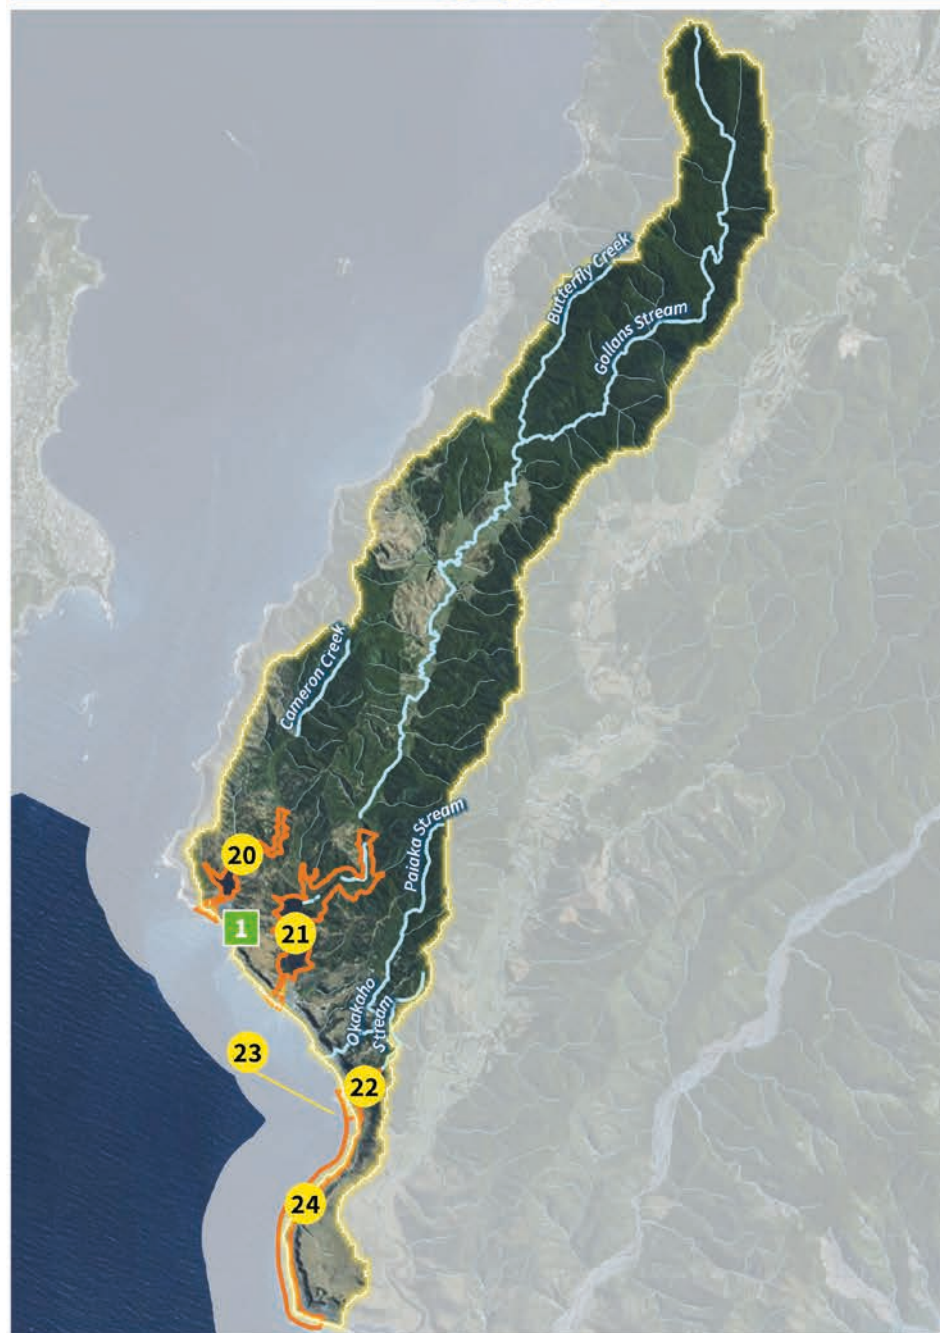 Butterfly Creek
Gollans Stream
Cameron Creek
Paiaka Stream
20
1
21
Okakaho
Stream
23
22
24